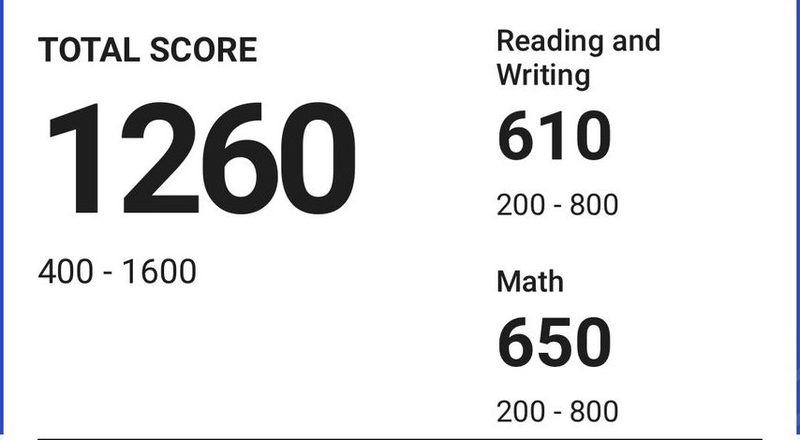 TOTAL SCORE
1260
400 - 1600
Reading and
Writing
610
200 - 800
Math
650
200 - 800